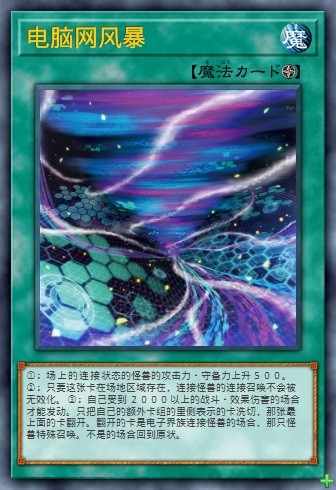 电脑网风暴
魔
【魔法カード】
①：场上的连接状态的怪兽的攻击力·守备力上升５００。
②：只要这张卡在场地区域存在，连接怪兽的连接召唤不会被
无效化。③：自己受到２０００以上的战斗·效果伤害的场合
才能发动。只把自己的额外卡组的里侧表示的卡洗切，那张最
上面的卡翻开。翻开的卡是电子界族连接怪兽的场合，那只怪
兽特殊召唤。不是的场合回到原状。